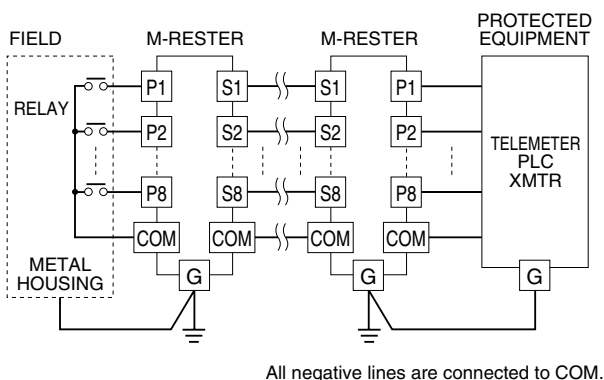 PROTECTED
FIELD M-RESTER M-RESTER EQUIPMENT
P1 S1 S1 P1
RELAY
P2 S2 S2 P2
TELEMETER
PLC
XMTR
P8 S8 S8 P8
COM COM COM COM
METAL
HOUSING
G G G
All negative lines are connected to COM.